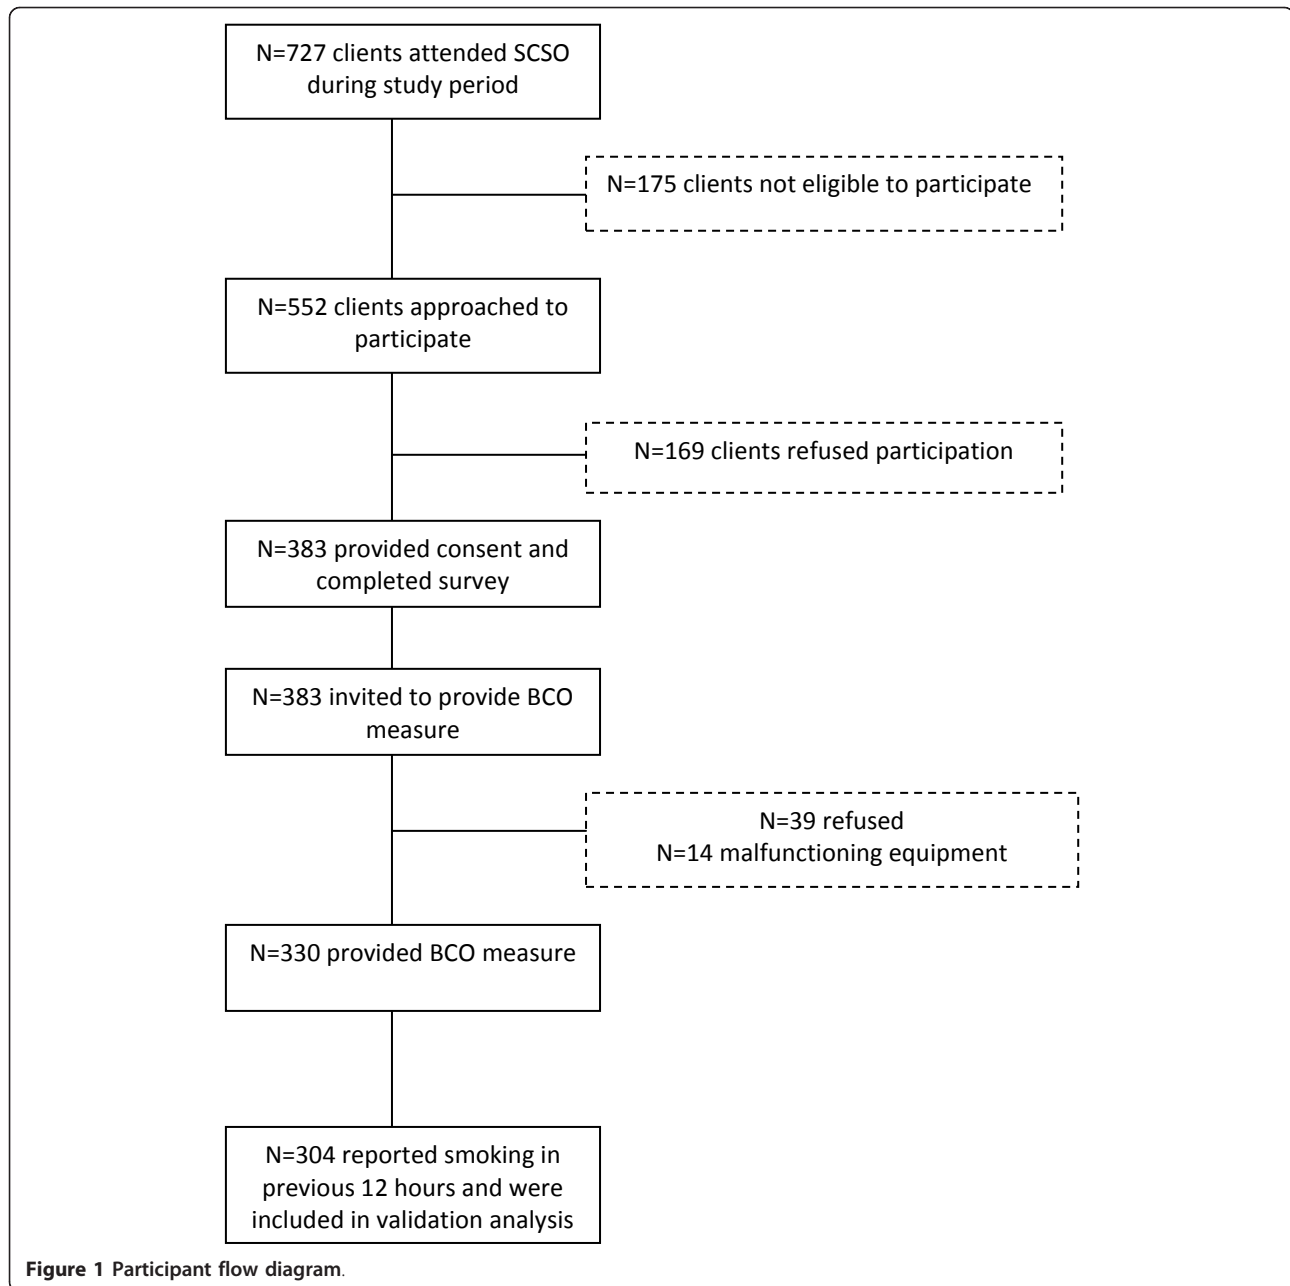 N=727 clients attended SCSO
during study period
N=175 clients not eligible to participate
N=552 clients approached to
participate
N=169 clients refused participation
N=383 provided consent and
completed survey
N=383 invited to provide BCO
measure
N=39 refused
N=14 malfunctioning equipment
N=330 provided BCO measure
N=304 reported smoking in
previous 12 hours and were
included in validation analysis
Figure 1 Participant flow diagram.